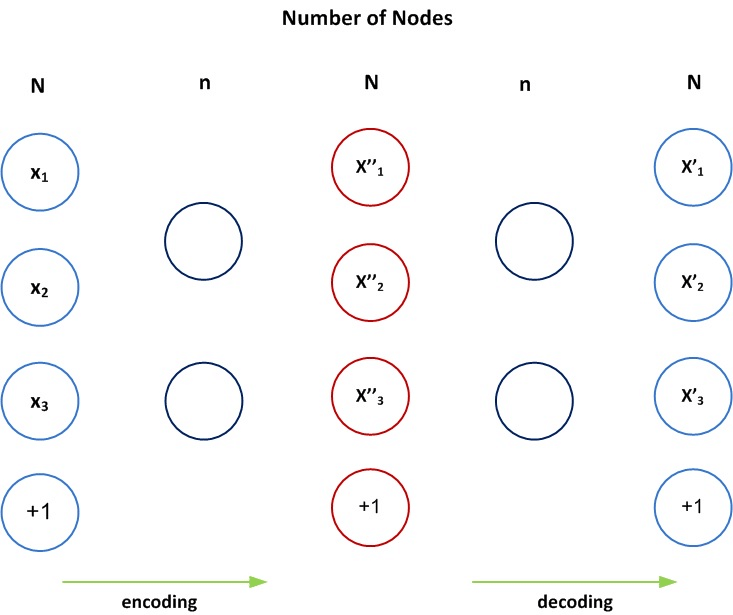 Number of Nodes
N n N n N
x₁ X’’₁ X’₁
x₂ X’’₂ X’₂
x₃ X’’₃ X’₃
+1 +1 +1
encoding decoding